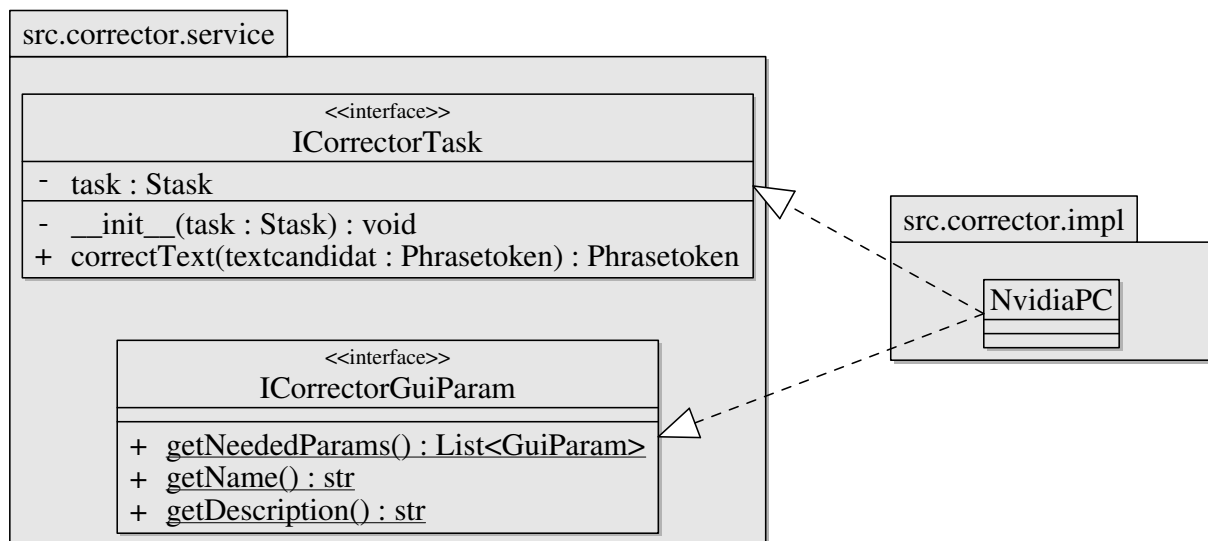 src.corrector.service
<<interface>>
ICorrectorTask
- task : Stask
- __init__(task : Stask) : void
+ correctText(textcandidat : Phrasetoken) : Phrasetoken
<<interface>>
ICorrectorGuiParam
+ getNeededParams() : List<GuiParam>
+ getName() : str
+ getDescription() : str
src.corrector.impl
NvidiaPC